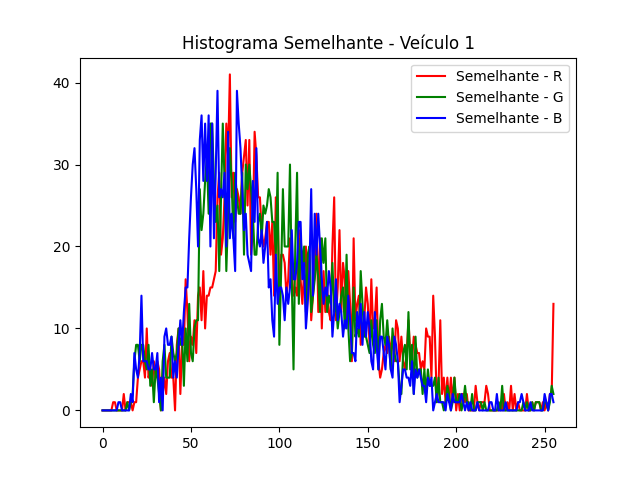 Histograma Semelhante - Veículo 1
Semelhante - R
Semelhante - G
Semelhante - B
40
30
20
10
0
0 50 100 150 200 250